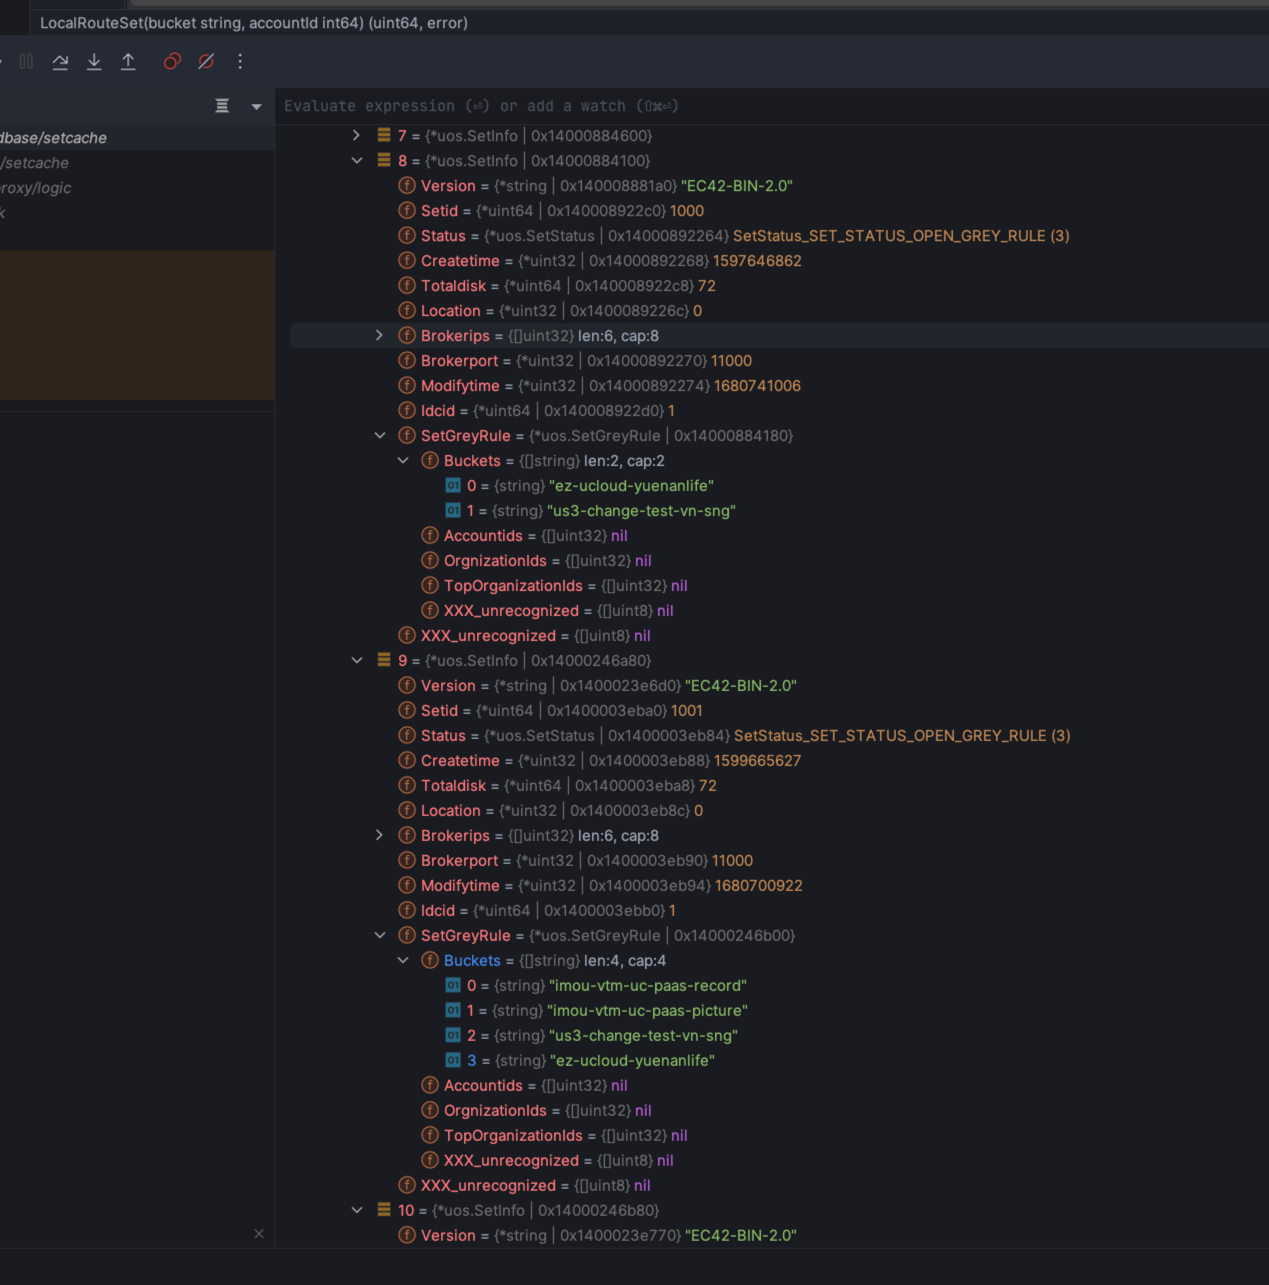 LocalRouteSet(bucket string, accountId int64) (uint64, error)
Evaluate expression (⏎) or add a watch (⇧⌘⏎)
dbase/setcache
/setcache
roxy/logic
k
7 = {*uos.SetInfo | 0x14000884600}
8 = {*uos.SetInfo | 0x14000884100}
f Version = {*string | 0x140008881a0} "EC42-BIN-2.0"
f Setid = {*uint64 | 0x140008922c0} 1000
f Status = {*uos.SetStatus | 0x14000892264} SetStatus_SET_STATUS_OPEN_GREY_RULE (3)
f Createtime = {*uint32 | 0x14000892268} 1597646862
f Totaldisk = {*uint64 | 0x140008922c8} 72
f Location = {*uint32 | 0x1400089226c} 0
f Brokerips = {[]uint32} len:6, cap:8
f Brokerport = {*uint32 | 0x14000892270} 11000
f Modifytime = {*uint32 | 0x14000892274} 1680741006
f Idcid = {*uint64 | 0x140008922d0} 1
f SetGreyRule = {*uos.SetGreyRule | 0x14000884180}
f Buckets = {[]string} len:2, cap:2
01 0 = {string} "ez-ucloud-yuenanlife"
01 1 = {string} "us3-change-test-vn-sng"
f Accountids = {[]uint32} nil
f OrgnizationIds = {[]uint32} nil
f TopOrganizationIds = {[]uint32} nil
f XXX_unrecognized = {[]uint8} nil
f XXX_unrecognized = {[]uint8} nil
9 = {*uos.SetInfo | 0x14000246a80}
f Version = {*string | 0x1400023e6d0} "EC42-BIN-2.0"
f Setid = {*uint64 | 0x1400003eba0} 1001
f Status = {*uos.SetStatus | 0x1400003eb84} SetStatus_SET_STATUS_OPEN_GREY_RULE (3)
f Createtime = {*uint32 | 0x1400003eb88} 1599665627
f Totaldisk = {*uint64 | 0x1400003eba8} 72
f Location = {*uint32 | 0x1400003eb8c} 0
f Brokerips = {[]uint32} len:6, cap:8
f Brokerport = {*uint32 | 0x1400003eb90} 11000
f Modifytime = {*uint32 | 0x1400003eb94} 1680700922
f Idcid = {*uint64 | 0x1400003ebb0} 1
f SetGreyRule = {*uos.SetGreyRule | 0x14000246b00}
f Buckets = {[]string} len:4, cap:4
01 0 = {string} "imou-vtm-uc-paas-record"
01 1 = {string} "imou-vtm-uc-paas-picture"
01 2 = {string} "us3-change-test-vn-sng"
01 3 = {string} "ez-ucloud-yuenanlife"
f Accountids = {[]uint32} nil
f OrgnizationIds = {[]uint32} nil
f TopOrganizationIds = {[]uint32} nil
f XXX_unrecognized = {[]uint8} nil
f XXX_unrecognized = {[]uint8} nil
10 = {*uos.SetInfo | 0x14000246b80}
f Version = {*string | 0x1400023e770} "EC42-BIN-2.0"